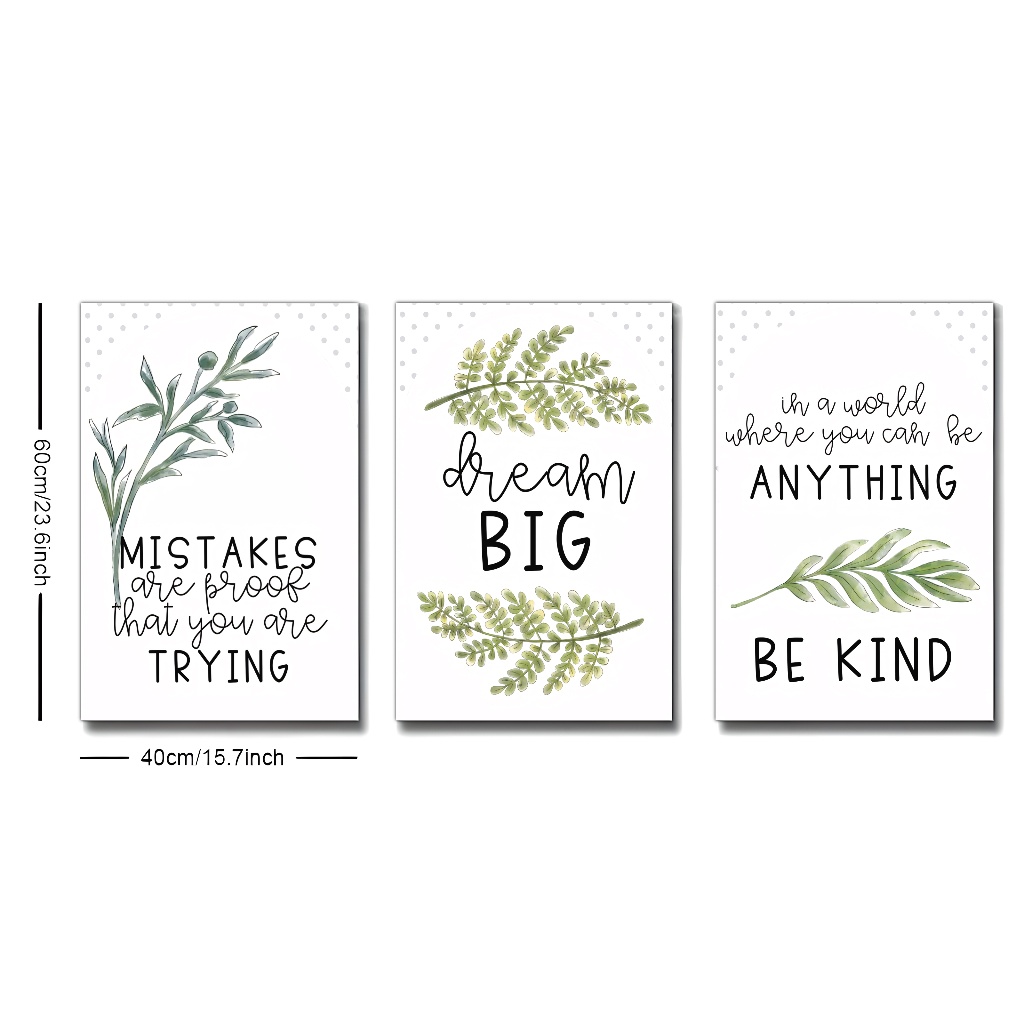 60cm/23.6inch
MISTAKES
are proof
that you are
TRYING
dream
BIG
in a world
where you can be
ANYTHING
BE KIND
40cm/15.7inch